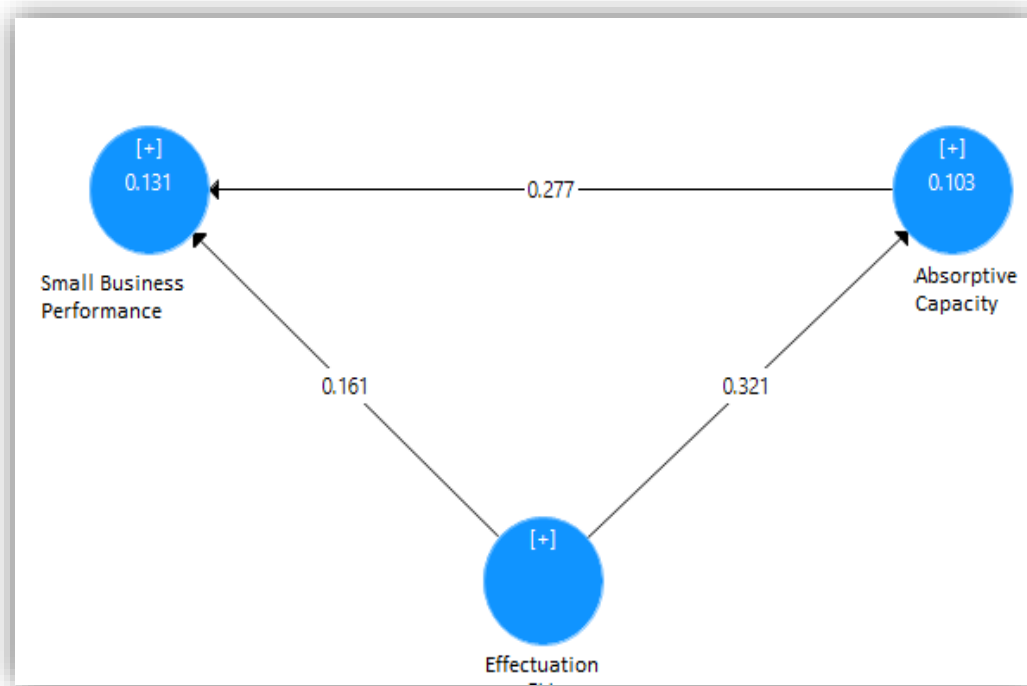 [+]
0.131
[+]
0.103
0.277
Small Business
Performance
Absorptive
Capacity
0.161
0.321
[+]
Effectuation